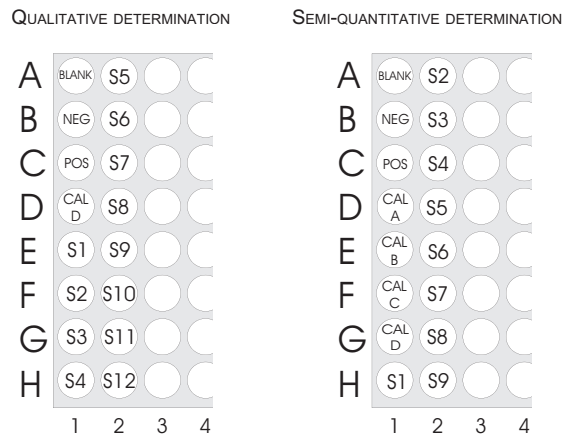 QUALITATIVE DETERMINATION
A BLANK S5
B NEG S6
C POS S7
D CAL D S8
E S1 S9
F S2 S10
G S3 S11
H S4 S12
1 2 3 4
SEMI-QUANTITATIVE DETERMINATION
A BLANK S2
B NEG S3
C POS S4
D CAL A S5
E CAL B S6
F CAL C S7
G CAL D S8
H S1 S9
1 2 3 4